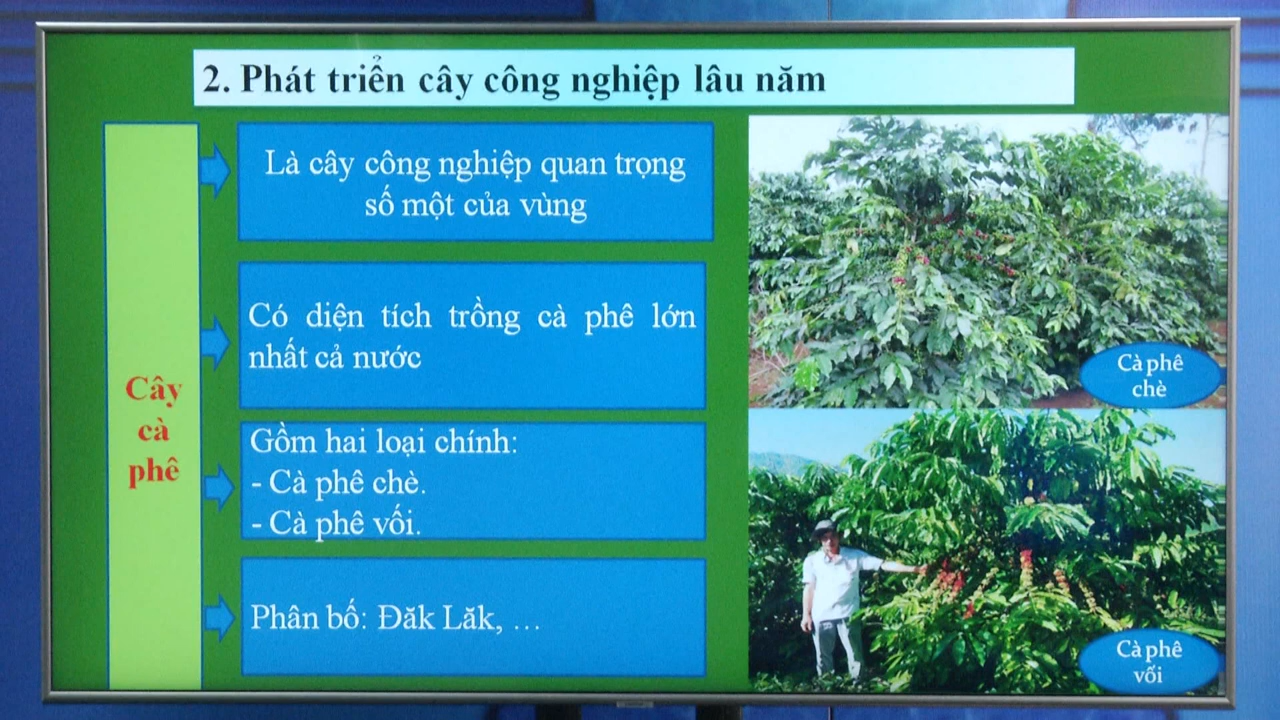 2. Phát triển cây công nghiệp lâu năm
Cây
cà
phê
Là cây công nghiệp quan trọng
số một của vùng
Có diện tích trồng cà phê lớn
nhất cả nước
Gồm hai loại chính:
- Cà phê chè.
- Cà phê vối.
Phân bố: Đăk Lăk, ...
Cà phê
chè
Cà phê
vối